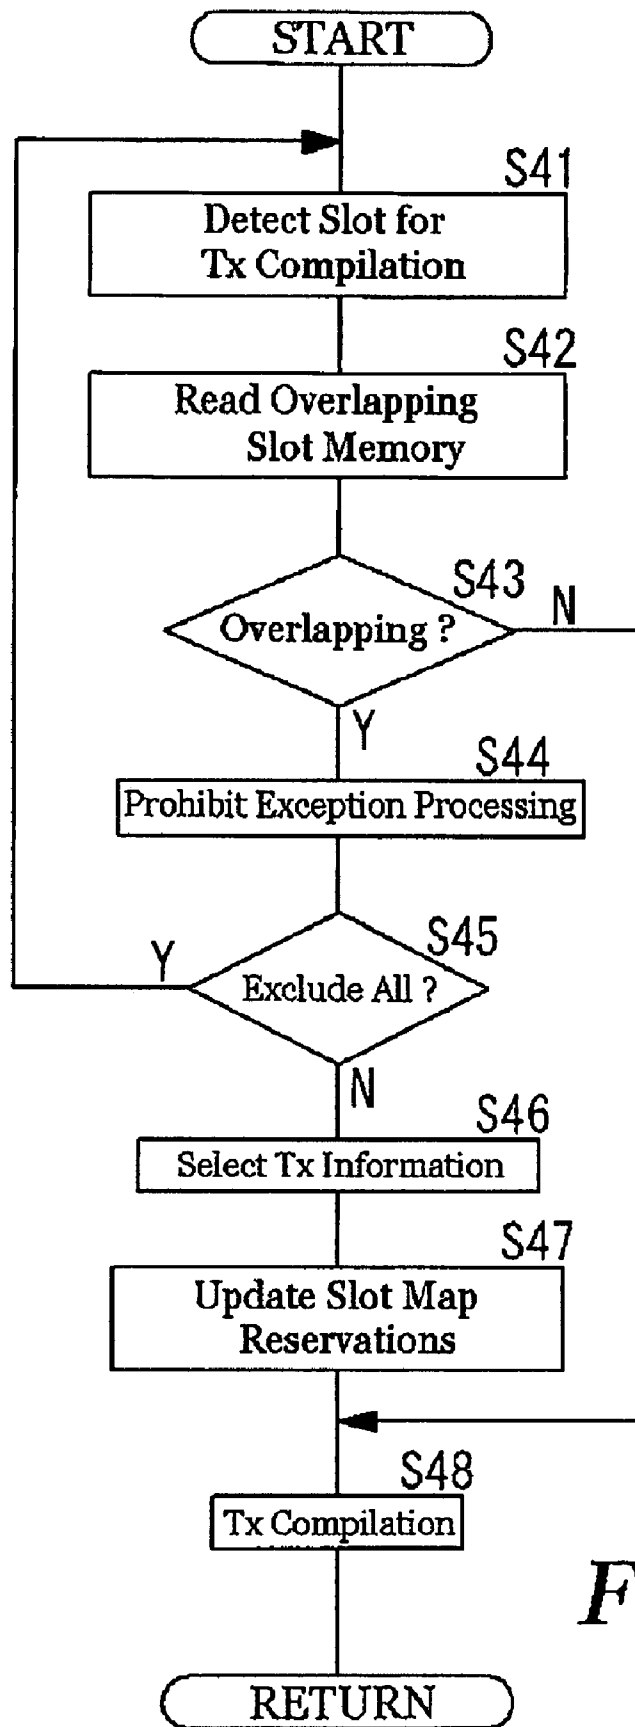 START
S41
Detect Slot for
Tx Compilation
S42
Read Overlapping
Slot Memory
S43
Overlapping ?
N
Y
S44
Prohibit Exception Processing
S45
Y
Exclude All ?
N
S46
Select Tx Information
S47
Update Slot Map
Reservations
S48
Tx Compilation
F
RETURN